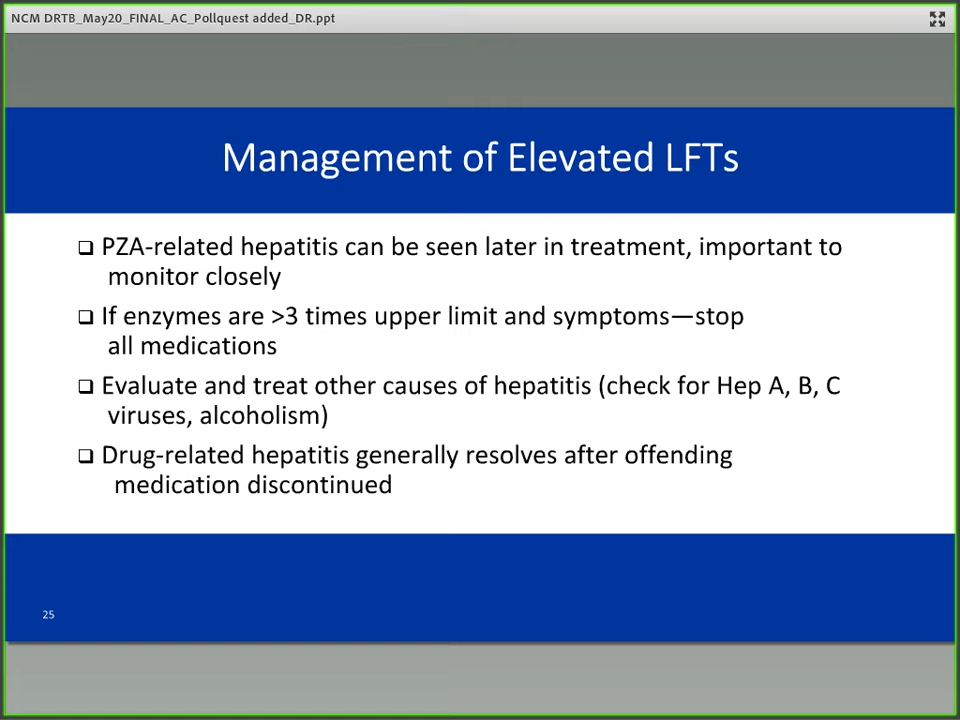 NCM DRTB_May20_FINAL_AC_Pollquest added_DR.ppt
Management of Elevated LFTs
❑ PZA-related hepatitis can be seen later in treatment, important to
monitor closely
❑ If enzymes are >3 times upper limit and symptoms—stop
all medications
❑ Evaluate and treat other causes of hepatitis (check for Hep A, B, C
viruses, alcoholism)
❑ Drug-related hepatitis generally resolves after offending
medication discontinued
25